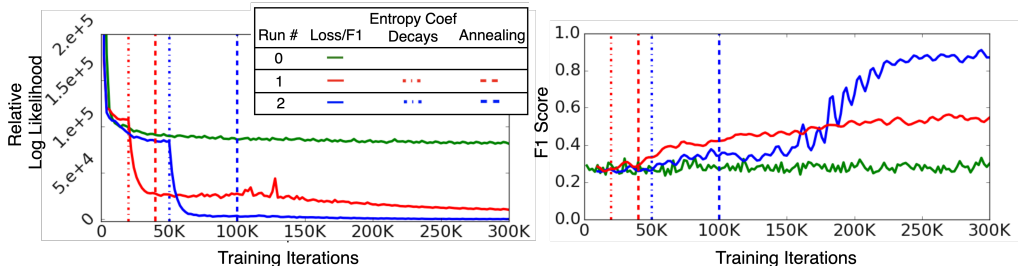 Entropy Coef
Run # Loss/F1 Decays Annealing
0
1
2
Relative
Log Likelihood
2.e+5
1.5e+5
1.e+5
5.e+4
0
0 50K 100K 150K 200K 250K 300K
Training Iterations
F1 Score
1.0
0.8
0.6
0.4
0.2
0.0
0 50K 100K 150K 200K 250K 300K
Training Iterations